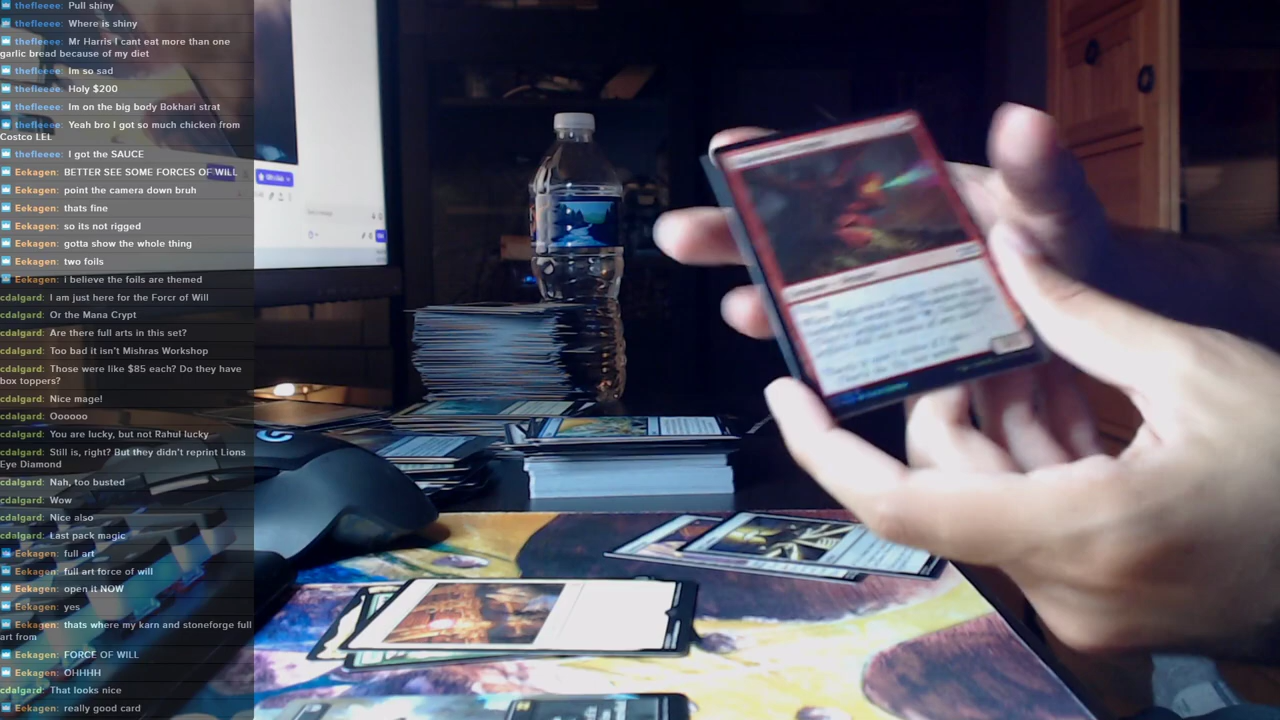 thefleeee: Pull shiny
thefleeee: Where is shiny
thefleeee: Mr Harris I cant eat more than one
garlic bread because of my diet
thefleeee: Im so sad
thefleeee: Holy $200
thefleeee: Im on the big body Bokhari strat
thefleeee: Yeah bro I got so much chicken from
Costco LEL
thefleeee: I got the SAUCE
Eekagen: BETTER SEE SOME FORCES OF WILL
Eekagen: point the camera down bruh
Eekagen: thats fine
Eekagen: so its not rigged
Eekagen: gotta show the whole thing
Eekagen: two foils
Eekagen: i believe the foils are themed
cdalgard: I am just here for the Forcr of Will
cdalgard: Or the Mana Crypt
cdalgard: Are there full arts in this set?
cdalgard: Too bad it isn't Mishras Workshop
cdalgard: Those were like $85 each? Do they have
box toppers?
cdalgard: Nice mage!
cdalgard: Oooooo
cdalgard: You are lucky, but not Rahul lucky
cdalgard: Still is, right? But they didn't reprint Lions
Eye Diamond
cdalgard: Nah, too busted
cdalgard: Wow
cdalgard: Nice also
cdalgard: Last pack magic
Eekagen: full art
Eekagen: full art force of will
Eekagen: open it NOW
Eekagen: yes
Eekagen: thats where my karn and stoneforge full
art from
Eekagen: FORCE OF WILL
Eekagen: OHHHH
cdalgard: That looks nice
Eekagen: really good card